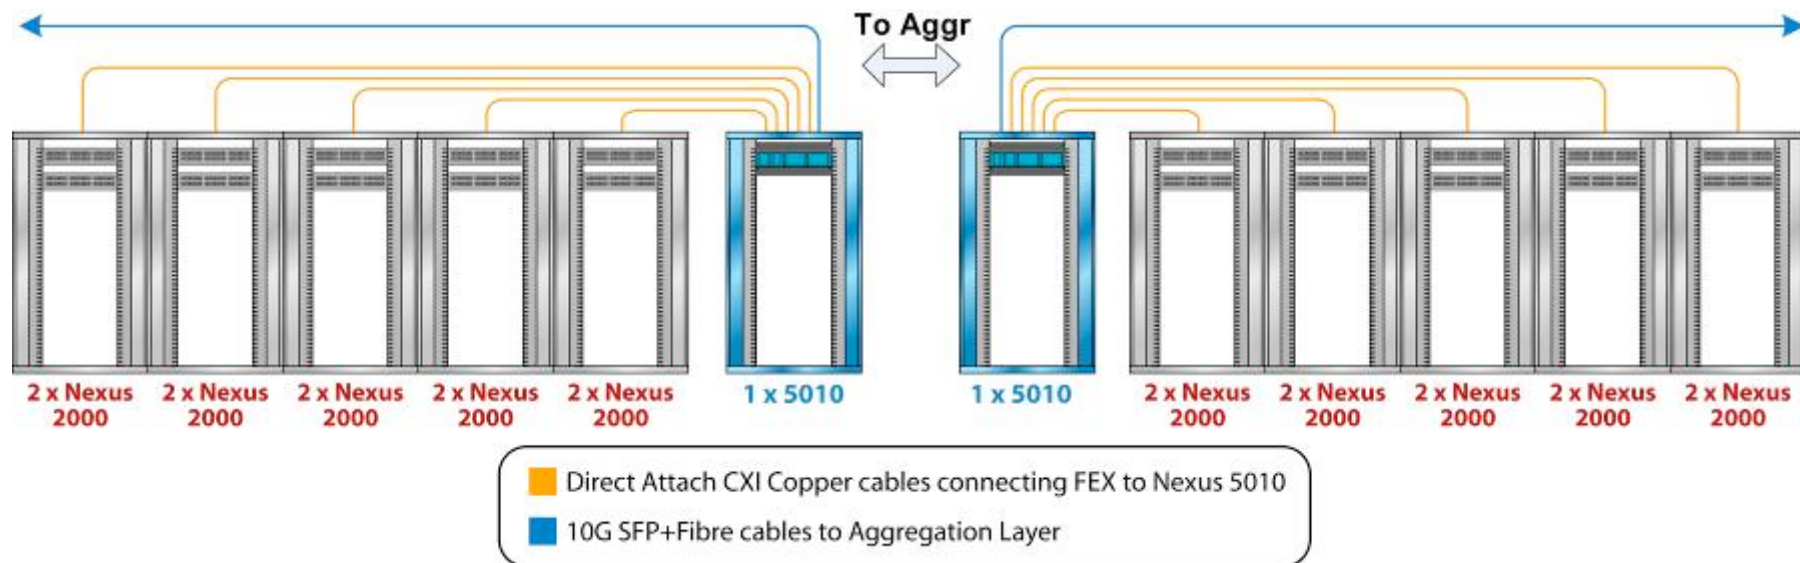 To Aggr
2 x Nexus
2000
2 x Nexus
2000
2 x Nexus
2000
2 x Nexus
2000
2 x Nexus
2000
1 x 5010
1 x 5010
2 x Nexus
2000
2 x Nexus
2000
2 x Nexus
2000
2 x Nexus
2000
2 x Nexus
2000
Direct Attach CXI Copper cables connecting FEX to Nexus 5010
10G SFP+Fibre cables to Aggregation Layer